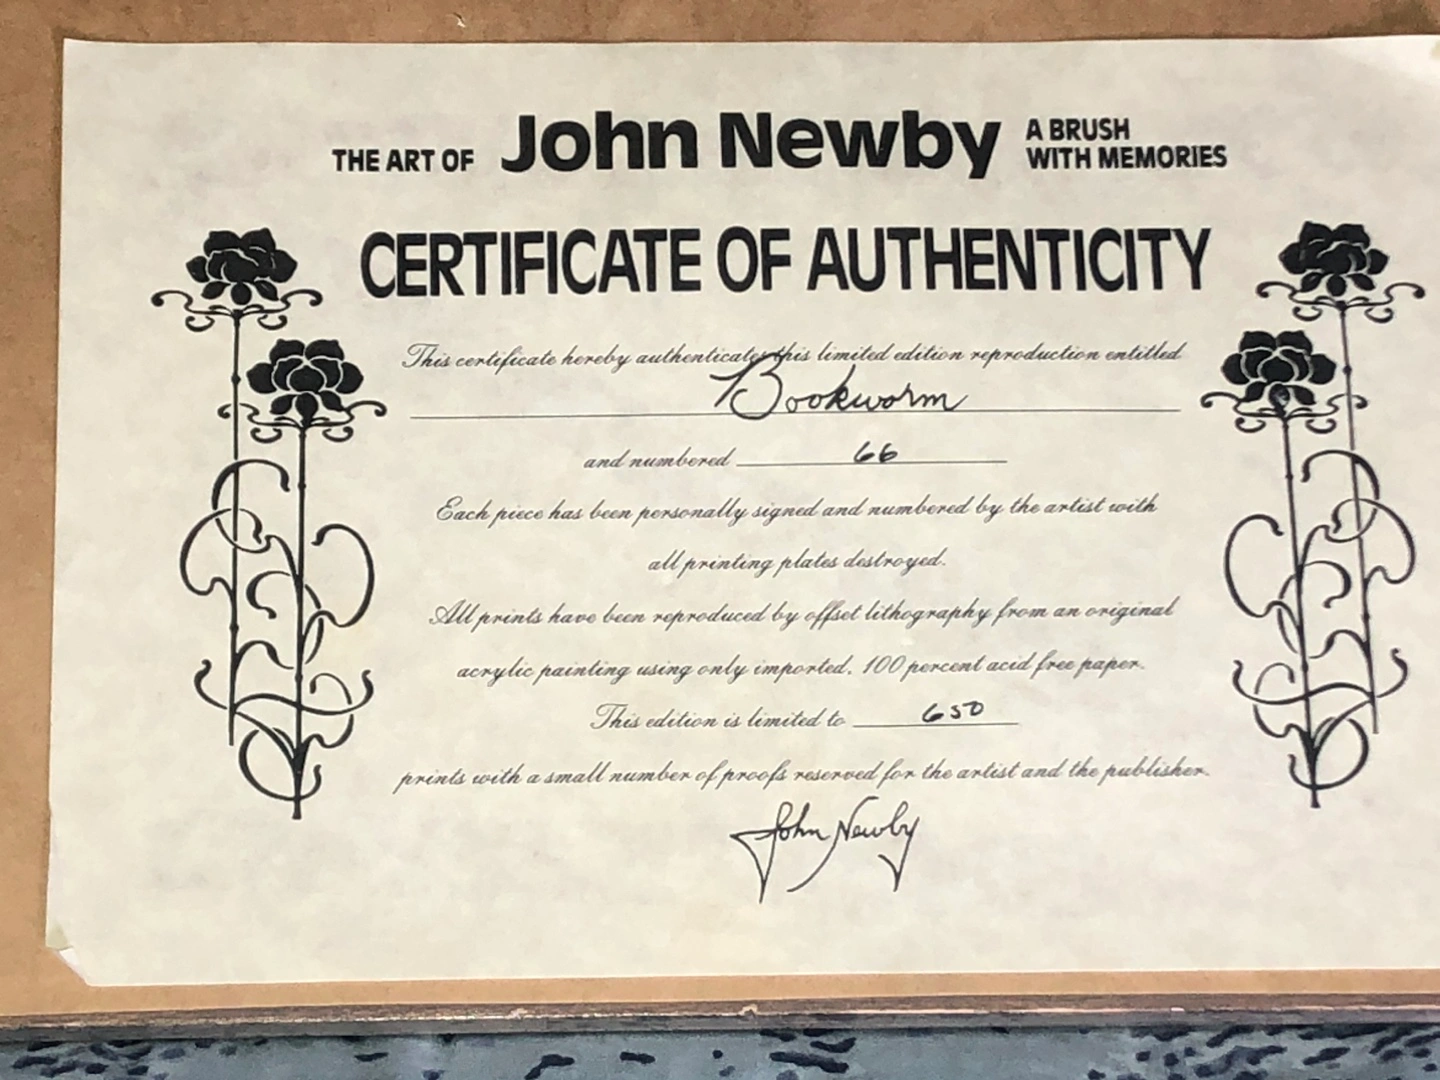 THE ART OF John Newby A BRUSH WITH MEMORIES
CERTIFICATE OF AUTHENTICITY
This certificate hereby authenticates this limited edition reproduction entitled
Bookworm
and numbered 66
Each piece has been personally signed and numbered by the artist with
all printing plates destroyed.
All prints have been reproduced by offset lithography from an original
acrylic painting using only imported, 100 percent acid free paper.
This edition is limited to 650
prints with a small number of proofs reserved for the artist and the publisher.
John Newby